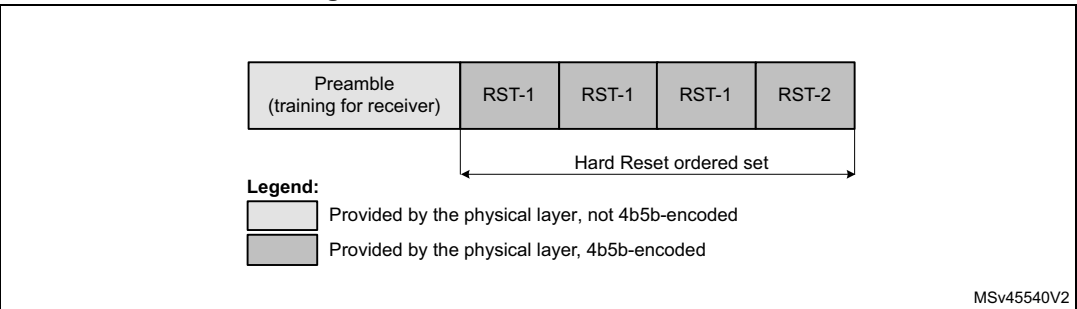 Preamble
(training for receiver)
RST-1
RST-1
RST-1
RST-2
Hard Reset ordered set
Legend:
Provided by the physical layer, not 4b5b-encoded
Provided by the physical layer, 4b5b-encoded
MSv45540V2